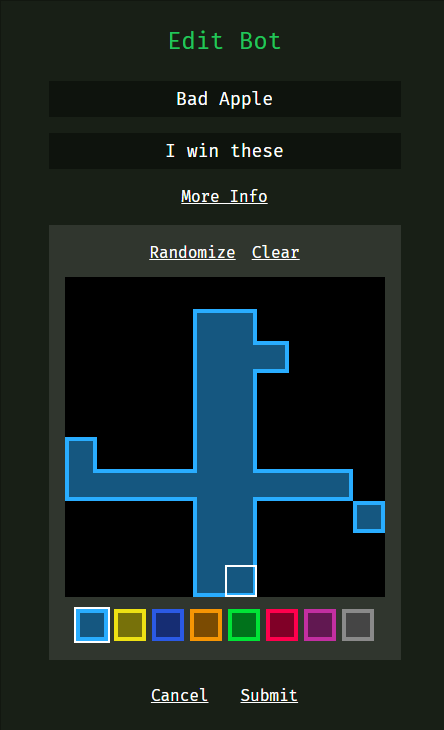 Edit Bot
Bad Apple
I win these
More Info
Randomize Clear
Cancel Submit